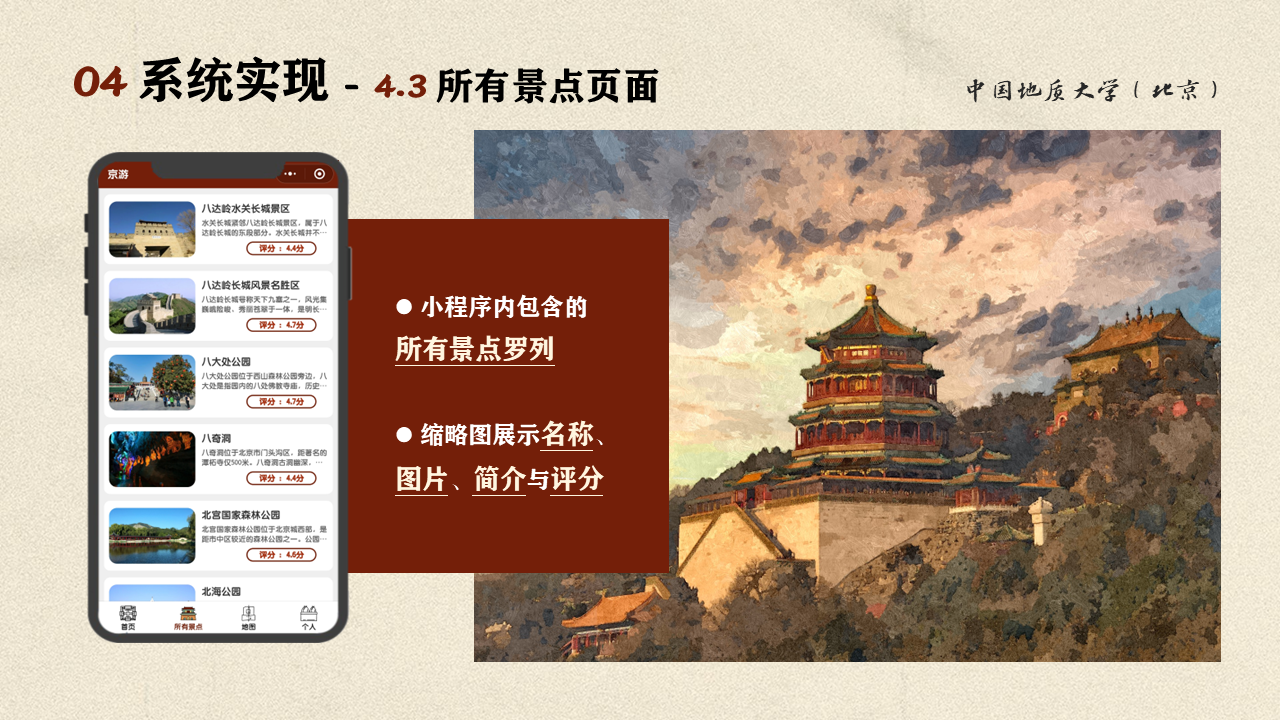 04 系统实现 - 4.3 所有景点页面
中国地质大学（北京）
京游
八达岭水关长城景区
水关长城紧邻八达岭长城景区，属于八
达岭长城的东段部分。水关长城并不…
评分 : 4.4分
八达岭长城风景名胜区
八达岭长城号称天下九塞之一，风光集
巍峨险峻，秀丽苍翠于一体，是明长…
评分 : 4.7分
八大处公园
八大处公园位于西山森林公园旁边，八
大处是指园内的八处佛教寺庙，历史…
评分 : 4.7分
八奇洞
八奇洞位于北京市门头沟区，距著名的
潭柘寺仅500米。八奇洞古洞幽深，…
评分 : 4.4分
北宫国家森林公园
北宫国家森林公园位于北京城西部，是
距市中区较近的森林公园之一。公园…
评分 : 4.6分
北海公园
首页
所有景点
地图
个人
● 小程序内包含的
所有景点罗列
● 缩略图展示名称、
图片、简介与评分